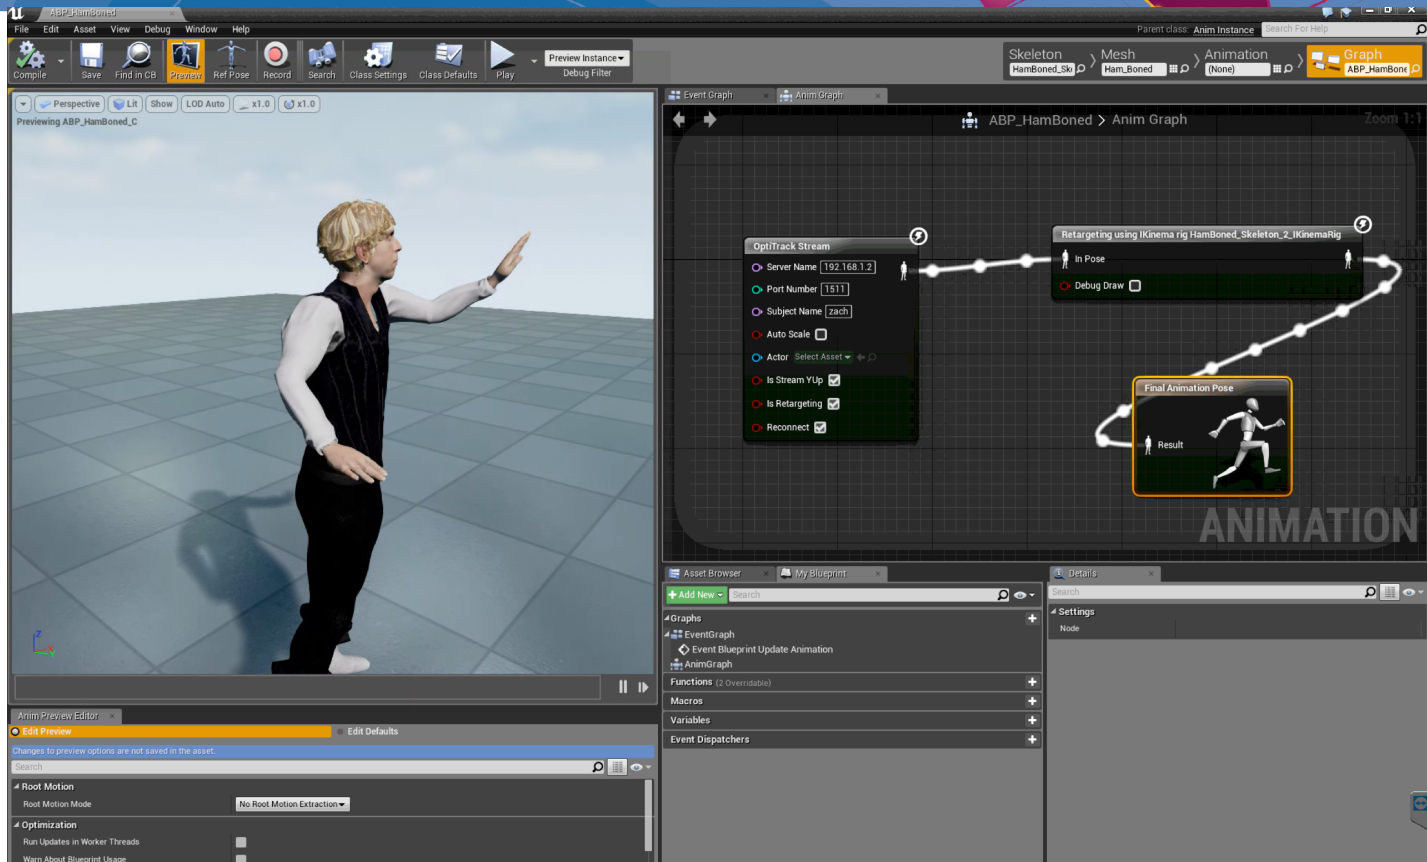 ABP_HamBoned
File Edit Asset View Debug Window Help
Parent class: Anim Instance Search For Help
Compile Save Find in CB Preview Ref Pose Record Search Class Settings Class Defaults Play
Preview Instance
Debug Filter
Skeleton Mesh Animation Graph
HamBoned_Ske Ham_Boned (None) ABP_HamBone
Perspective Lit Show LOD Auto x1.0 x1.0
Previewing ABP_HamBoned_C
Event Graph Anim Graph
ABP_HamBoned > Anim Graph Zoom 1:1
OptiTrack Stream
Server Name 192.168.1.2
Port Number 1511
Subject Name zach
Auto Scale
Actor Select Asset
Is Stream YUp
Is Retargeting
Reconnect
Retargeting using IKinema rig HamBoned_Skeleton_2_IKinemaRig
In Pose
Debug Draw
Final Animation Pose
Result
ANIMATION
Z
X
Y
Asset Browser My Blueprint
Add New Search
Graphs
EventGraph
Event Blueprint Update Animation
AnimGraph
Functions (2 Overridable)
Macros
Variables
Event Dispatchers
Details
Search
Settings
Node
Anim Preview Editor
Edit Preview Edit Defaults
Changes to preview options are not saved in the asset.
Search
Root Motion
Root Motion Mode No Root Motion Extraction
Optimization
Run Updates in Worker Threads
Warn About Blueprint Usage